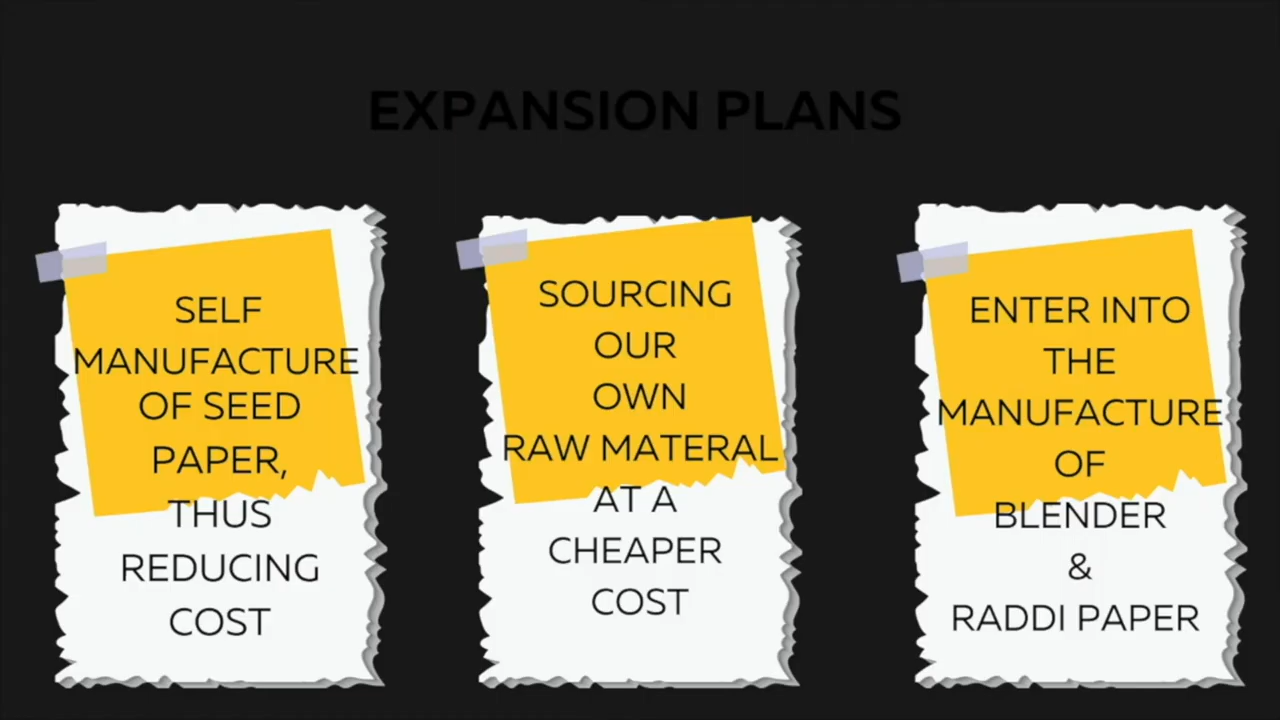 EXPANSION PLANS
SELF
MANUFACTURE
OF SEED
PAPER,
THUS
REDUCING
COST
SOURCING
OUR
OWN
RAW MATERAL
AT A
CHEAPER
COST
ENTER INTO
THE
MANUFACTURE
OF
BLENDER
&
RADDI PAPER